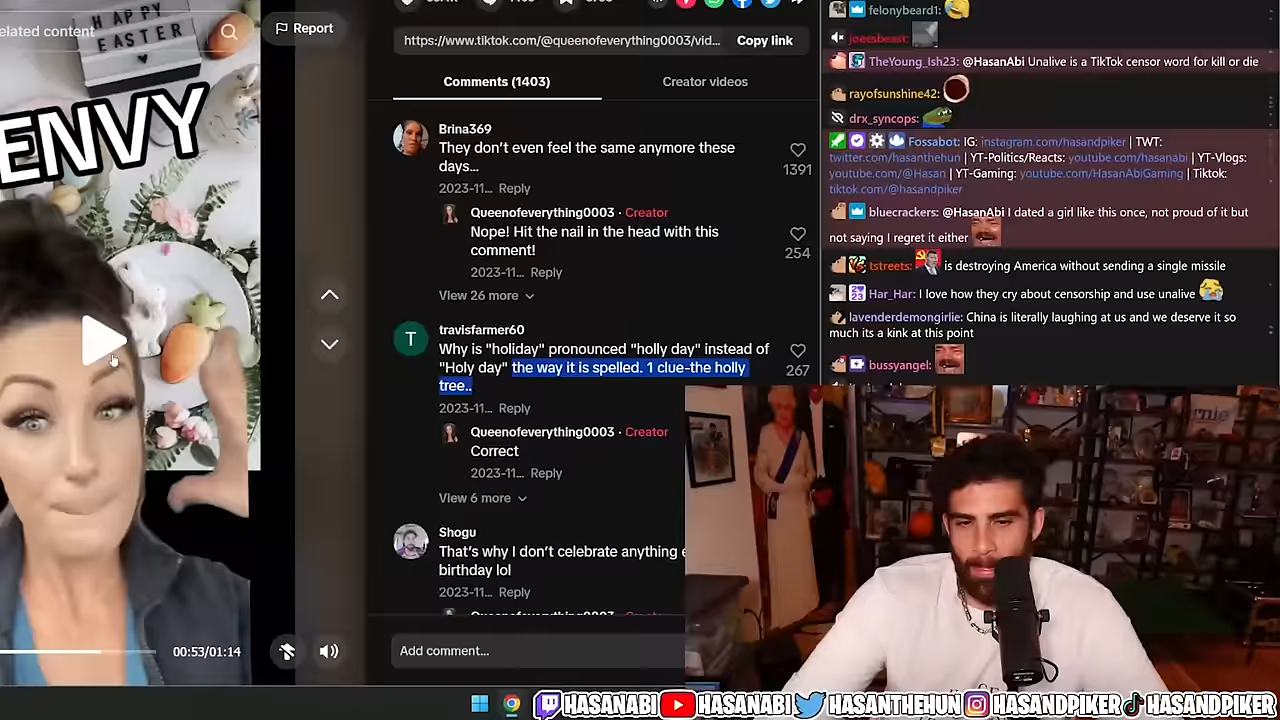 elated content
HAPPY
EASTER
ENVY
00:53/01:14
Report
https://www.tiktok.com/@queenofeverything0003/vid...
Copy link
Comments (1403)
Creator videos
Brina369
They don't even feel the same anymore these
days...
1391
2023-11... Reply
Queenofeverything0003 · Creator
Nope! Hit the nail in the head with this
comment!
254
2023-11... Reply
View 26 more
T
travisfarmer60
Why is "holiday" pronounced "holly day" instead of
"Holy day" the way it is spelled. 1 clue-the holly
tree..
267
2023-11... Reply
Queenofeverything0003 · Creator
Correct
2023-11... Reply
View 6 more
Shogu
That's why I don't celebrate anything e
birthday lol
2023-11... Reply
Add comment...
felonybeard1:
joeesbeast:
TheYoung_Ish23: @HasanAbi Unalive is a TikTok censor word for kill or die
rayofsunshine42:
drx_syncops:
Fossabot: IG: instagram.com/hasandpiker | TWT:
twitter.com/hasanthehun | YT-Politics/Reacts: youtube.com/hasanabi | YT-Vlogs:
youtube.com/@Hasan | YT-Gaming: youtube.com/HasanAbiGaming | Tiktok:
tiktok.com/@hasandpiker
bluecrackers: @HasanAbi I dated a girl like this once, not proud of it but
not saying I regret it either
tstreets: is destroying America without sending a single missile
Har_Har: I love how they cry about censorship and use unalive
lavenderdemongirlie: China is literally laughing at us and we deserve it so
much its a kink at this point
bussyangel:
rnie
HASANABI HASANABI HASANTHEHUN HASANDPIKER HASANDPIKER